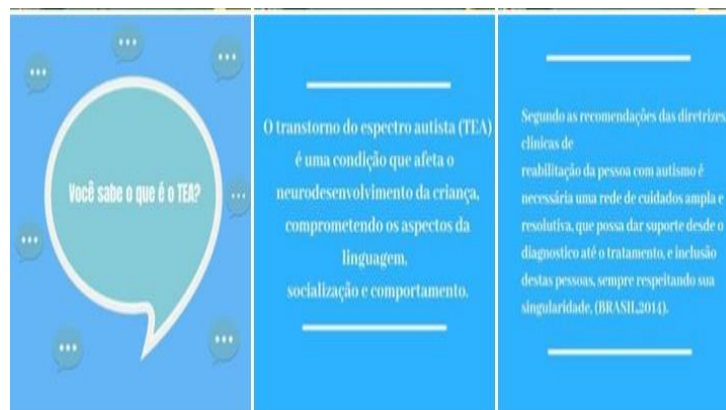 Você sabe o que é o TEA?
O transtorno do espectro autista (TEA)
é uma condição que afeta o
neurodesenvolvimento da criança,
comprometendo os aspectos da
linguagem,
socialização e comportamento.
Segundo as recomendações das diretrizes
clinicas de
reabilitação da pessoa com autismo é
necessária uma rede de cuidados ampla e
resolutiva, que possa dar suporte desde o
diagnostico até o tratamento, e inclusão
destas pessoas, sempre respeitando sua
singularidade, (BRASIL,2014).